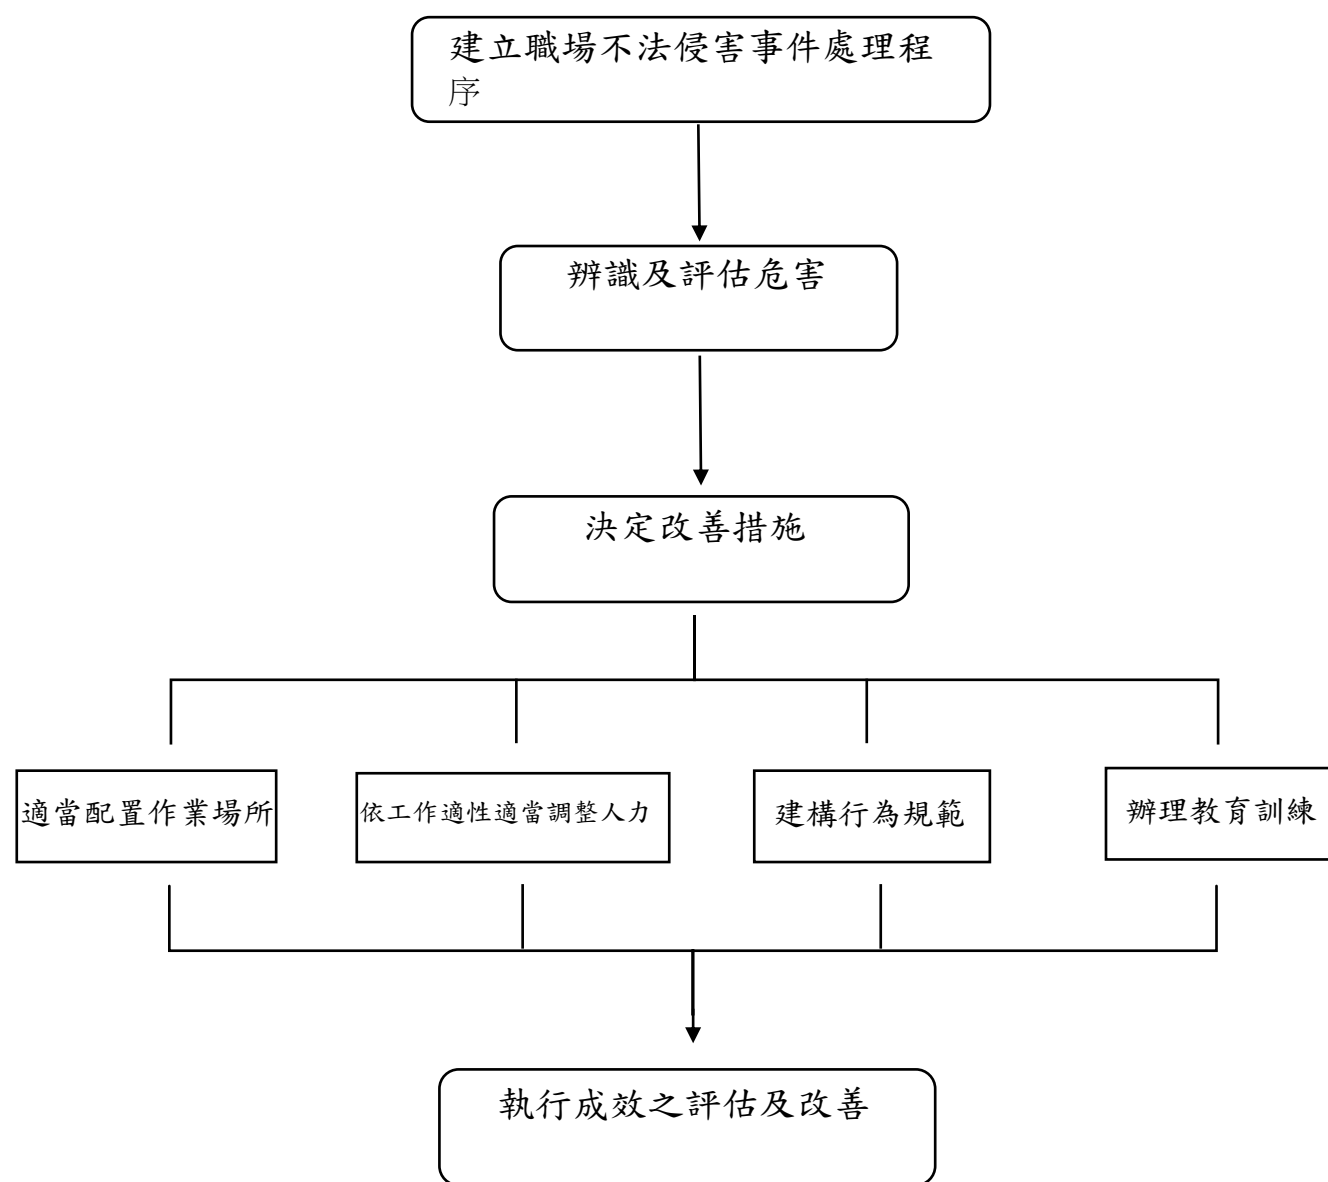 建立職場不法侵害事件處理程
序
辨識及評估危害
決定改善措施
適當配置作業場所
依工作適性適當調整人力
建構行為規範
辦理教育訓練
執行成效之評估及改善